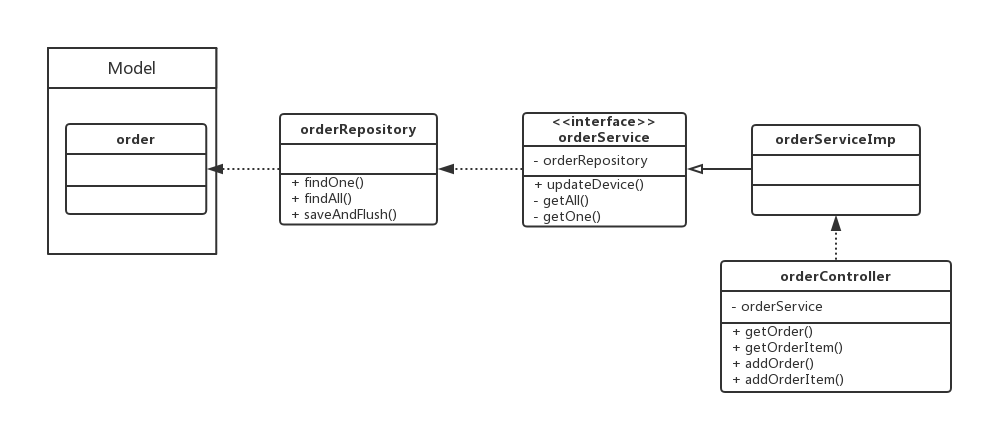 Model
order
orderRepository
+ findOne()
+ findAll()
+ saveAndFlush()
<<interface>>
orderService
- orderRepository
+ updateDevice()
- getAll()
- getOne()
orderServiceImp
orderController
- orderService
+ getOrder()
+ getOrderItem()
+ addOrder()
+ addOrderItem()